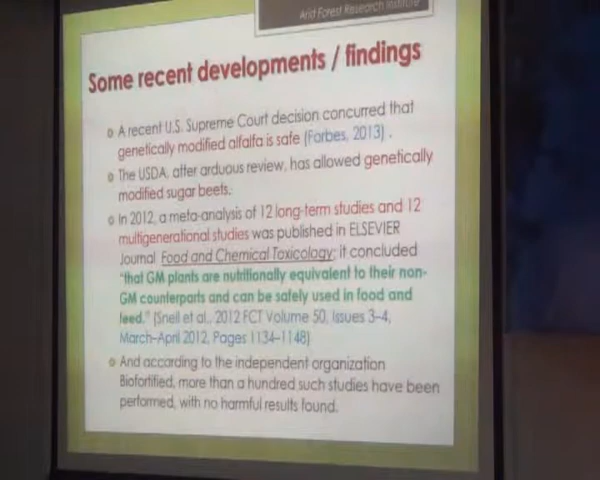 Arid Forest Research Institute
Some recent developments / findings
A recent U.S. Supreme Court decision concurred that
genetically modified alfalfa is safe (Forbes, 2013) .
The USDA, after arduous review, has allowed genetically
modified sugar beets.
In 2012, a meta-analysis of 12 long-term studies and 12
multigenerational studies was published in ELSEVIER
Journal Food and Chemical Toxicology; it concluded
"that GM plants are nutritionally equivalent to their non-
GM counterparts and can be safely used in food and
feed." (Snell et al., 2012 FCT Volume 50, Issues 3–4,
March–April 2012, Pages 1134–1148)
And according to the independent organization
Biofortified, more than a hundred such studies have been
performed, with no harmful results found.